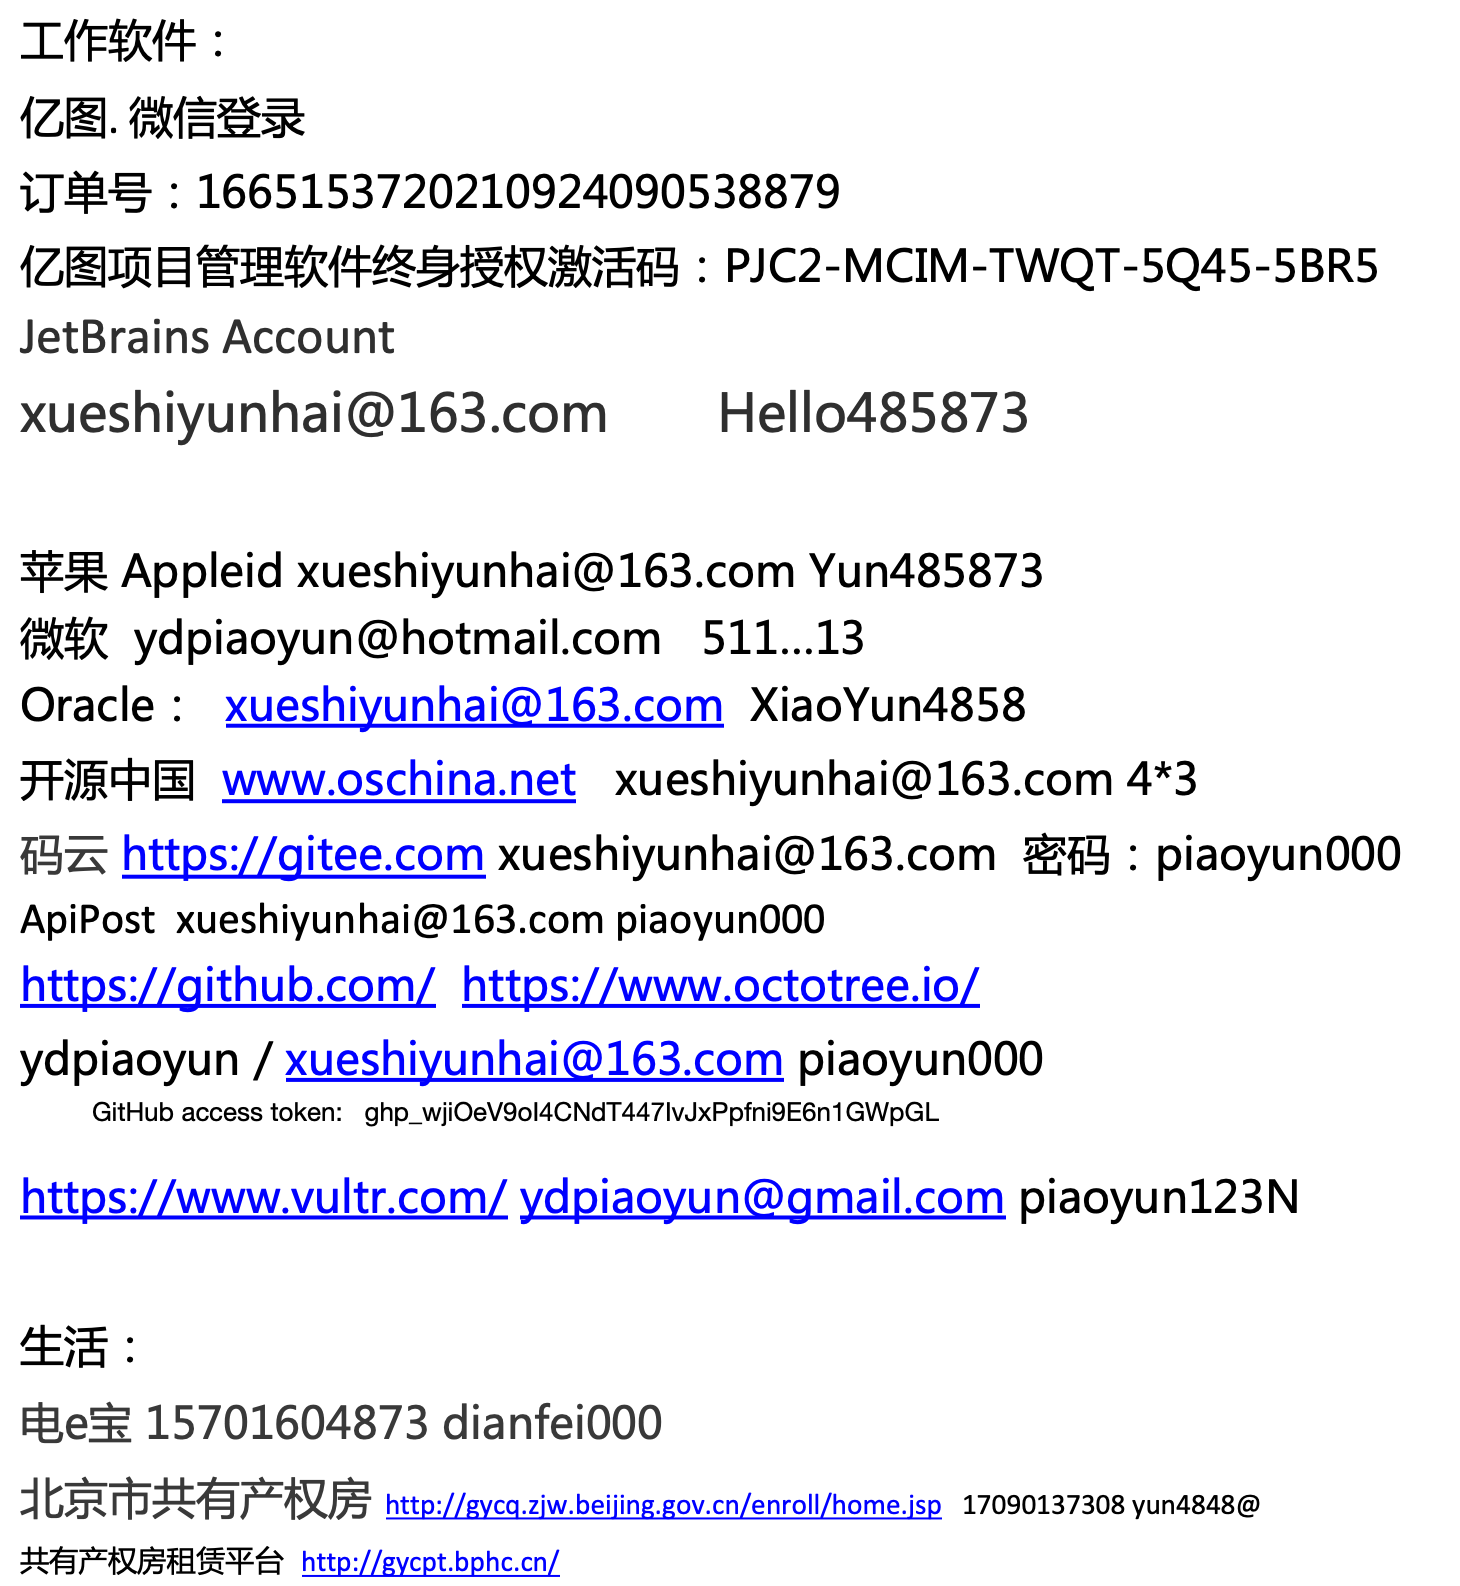 工作软件：
亿图. 微信登录
订单号：16651537202109240905​38879
亿图项目管理软件终身授权激活码：PJC2-MCIM-TWQT-5Q45-5BR5
JetBrains Account
xueshiyunhai@163.com Hello485873
苹果 Appleid xueshiyunhai@163.com Yun485873
微软 ydpiaoyun@hotmail.com 511...13
Oracle： xueshiyunhai@163.com XiaoYun4858
开源中国 www.oschina.net xueshiyunhai@163.com 4*3
码云 https://gitee.com xueshiyunhai@163.com 密码：piaoyun000
ApiPost xueshiyunhai@163.com piaoyun000
https://github.com/ https://www.octotree.io/
ydpiaoyun / xueshiyunhai@163.com piaoyun000
GitHub access token:
https://www.vultr.com/ ydpiaoyun@gmail.com piaoyun123N
生活：
电e宝 15701604873 dianfei000
北京市共有产权房 http://gycq.zjw.beijing.gov.cn/enroll/home.jsp 17090137308 yun4848@
共有产权房租赁平台 http://gycpt.bphc.cn/